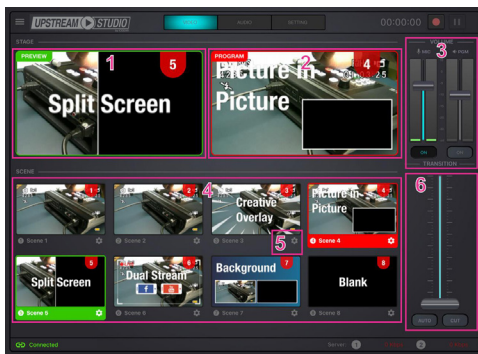 UPSTREAM STUDIO
AUDIO
SETTING
00:00:00
STAGE
PREVIEW
1
5
Split Screen
PROGRAM
2
4
Picture in
Picture
VOLUME
3
MIC
PGM
ON
ON
TRANSITION
6
AUTO
CUT
SCENE
4
1
Scene 1
2
Scene 2
3
Creative
Overlay
Scene 3
5
4
Picture in
Picture
Scene 4
5
Split Screen
Scene 5
6
Dual Stream
Scene 6
7
Background
Scene 7
8
Blank
Scene 8
Connected
Server:
1
2